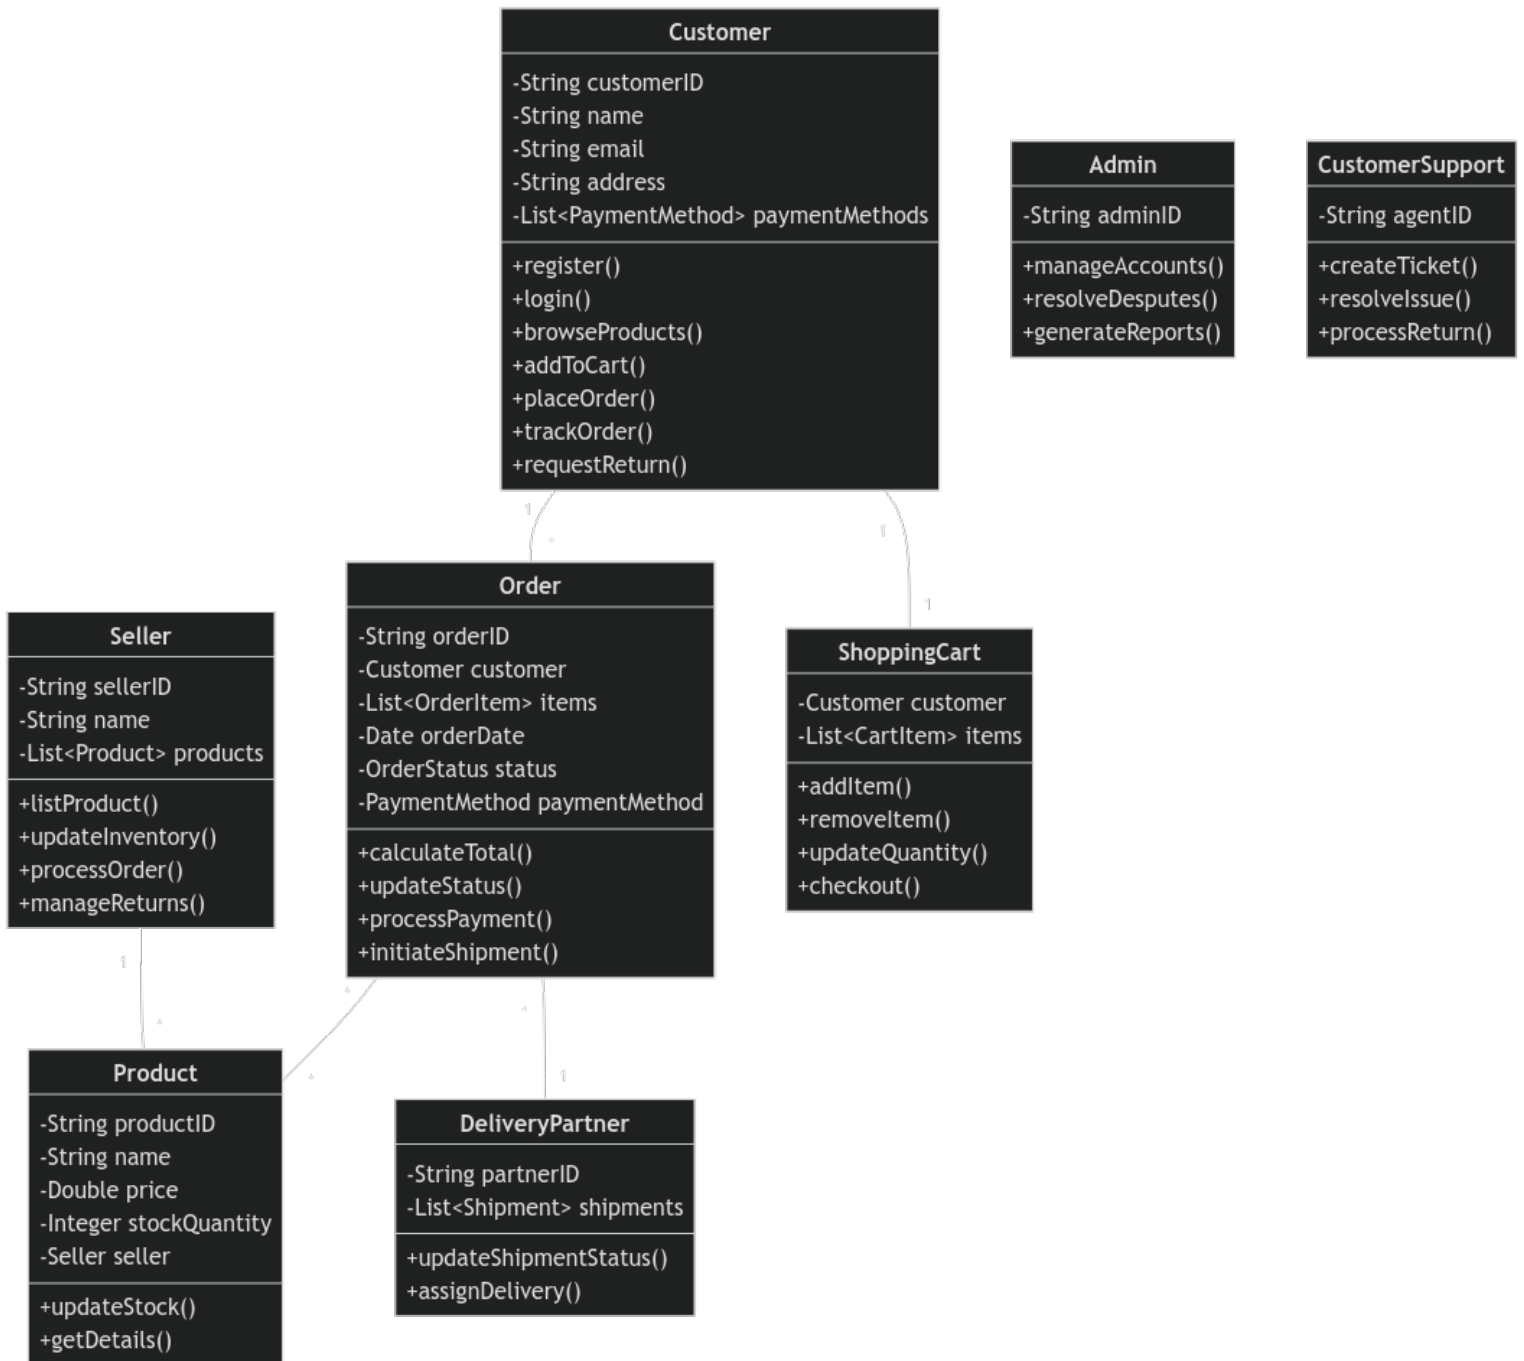 Customer
-String customerID
-String name
-String email
-String address
-List<PaymentMethod> paymentMethods
+register()
+login()
+browseProducts()
+addToCart()
+placeOrder()
+trackOrder()
+requestReturn()
Admin
-String adminID
+manageAccounts()
+resolveDesputes()
+generateReports()
CustomerSupport
-String agentID
+createTicket()
+resolveIssue()
+processReturn()
1
*
1
1
Order
-String orderID
-Customer customer
-List<OrderItem> items
-Date orderDate
-OrderStatus status
-PaymentMethod paymentMethod
+calculateTotal()
+updateStatus()
+processPayment()
+initiateShipment()
Seller
-String sellerID
-String name
-List<Product> products
+listProduct()
+updateInventory()
+processOrder()
+manageReturns()
ShoppingCart
-Customer customer
-List<CartItem> items
+addItem()
+removeItem()
+updateQuantity()
+checkout()
1
*
*
*
*
1
Product
-String productID
-String name
-Double price
-Integer stockQuantity
-Seller seller
+updateStock()
+getDetails()
DeliveryPartner
-String partnerID
-List<Shipment> shipments
+updateShipmentStatus()
+assignDelivery()